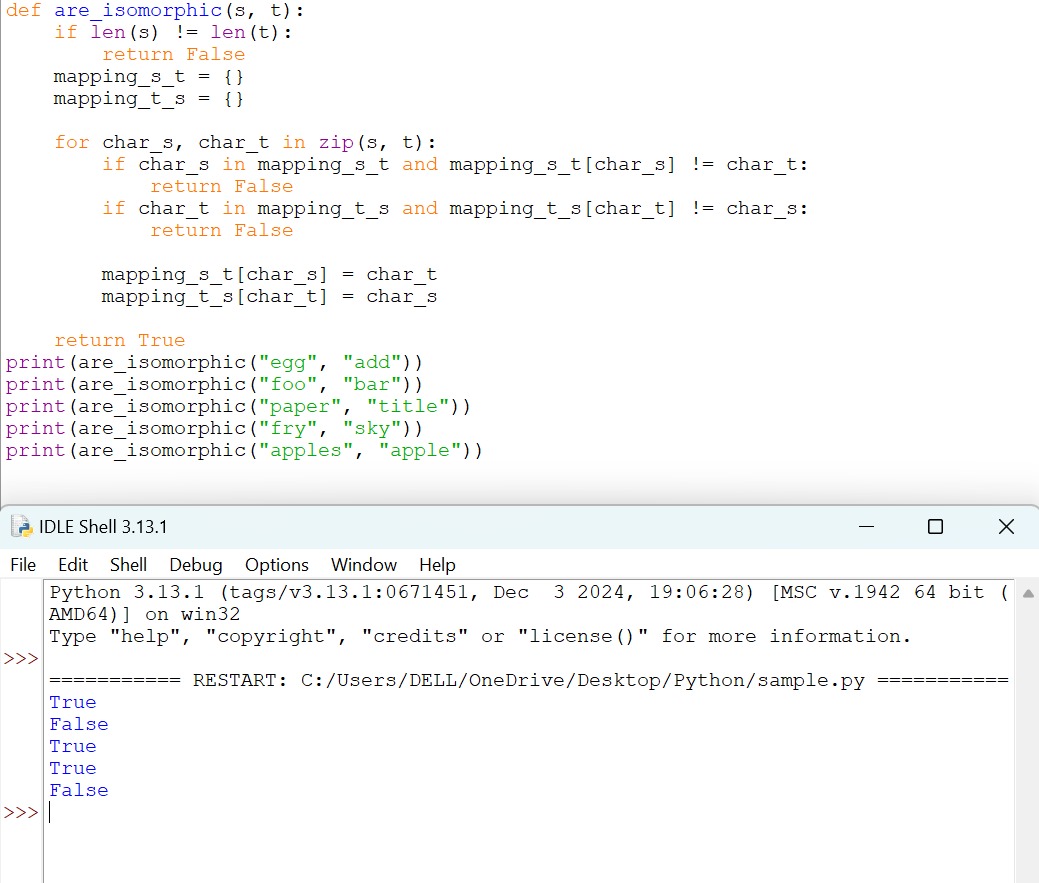 def are_isomorphic(s, t):
    if len(s) != len(t):
        return False
    mapping_s_t = {}
    mapping_t_s = {}

    for char_s, char_t in zip(s, t):
        if char_s in mapping_s_t and mapping_s_t[char_s] != char_t:
            return False
        if char_t in mapping_t_s and mapping_t_s[char_t] != char_s:
            return False

        mapping_s_t[char_s] = char_t
        mapping_t_s[char_t] = char_s

    return True
print(are_isomorphic("egg", "add"))
print(are_isomorphic("foo", "bar"))
print(are_isomorphic("paper", "title"))
print(are_isomorphic("fry", "sky"))
print(are_isomorphic("apples", "apple"))
IDLE Shell 3.13.1
File Edit Shell Debug Options Window Help
Python 3.13.1 (tags/v3.13.1:0671451, Dec  3 2024, 19:06:28) [MSC v.1942 64 bit (
AMD64)] on win32
Type "help", "copyright", "credits" or "license()" for more information.
>>>
=========== RESTART: C:/Users/DELL/OneDrive/Desktop/Python/sample.py ===========
True
False
True
True
False
>>>